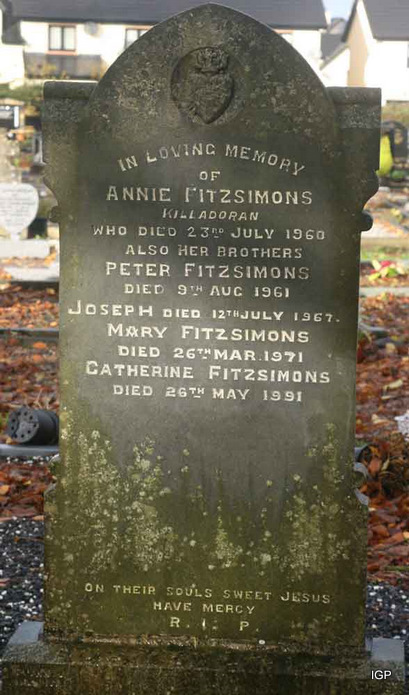 IN LOVING MEMORY
OF
ANNIE FITZSIMONS
KILLADORAN
WHO DIED 23RD JULY 1960
ALSO HER BROTHERS
PETER FITZSIMONS
DIED 9TH AUG 1961
JOSEPH DIED 12TH JULY 1967.
MARY FITZSIMONS
DIED 26TH MAR. 1971
CATHERINE FITZSIMONS
DIED 26TH MAY 1991
ON THEIR SOULS SWEET JESUS
HAVE MERCY
R. I. P.
IGP